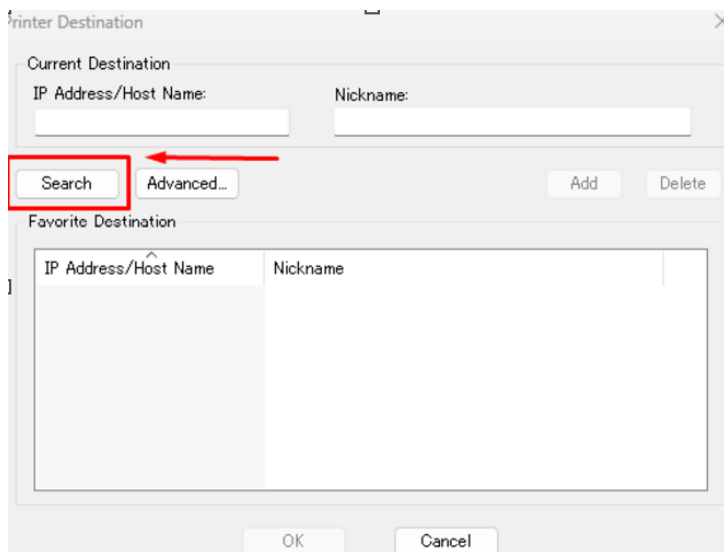 Printer Destination
Current Destination
IP Address/Host Name: Nickname:
Search Advanced... Add Delete
Favorite Destination
IP Address/Host Name Nickname
OK Cancel